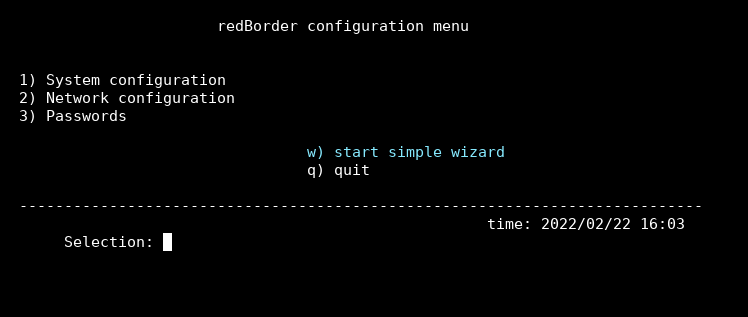 redBorder configuration menu
1) System configuration
2) Network configuration
3) Passwords
w) start simple wizard
q) quit
----------------------------------------------------------------------------
time: 2022/02/22 16:03
Selection: